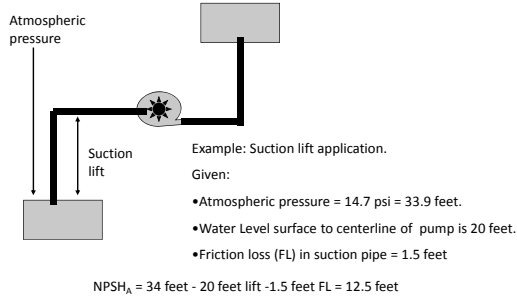 Atmospheric
pressure
Suction
lift
Example: Suction lift application.
Given:
•Atmospheric pressure = 14.7 psi = 33.9 feet.
•Water Level surface to centerline of pump is 20 feet.
•Friction loss (FL) in suction pipe = 1.5 feet
NPSHA = 34 feet - 20 feet lift -1.5 feet FL = 12.5 feet